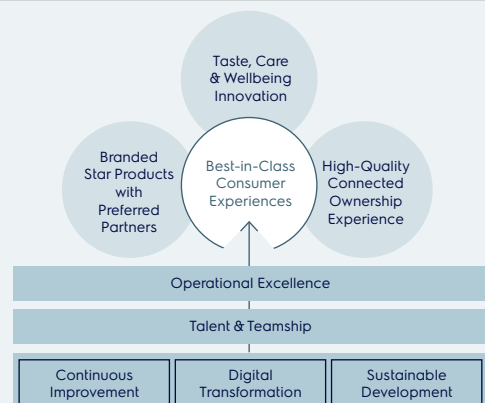 Taste, Care
& Wellbeing
Innovation
Branded
Star Products
with
Preferred
Partners
Best-in-Class
Consumer
Experiences
High-Quality
Connected
Ownership
Experience
Operational Excellence
Talent & Teamship
Continuous
Improvement
Digital
Transformation
Sustainable
Development